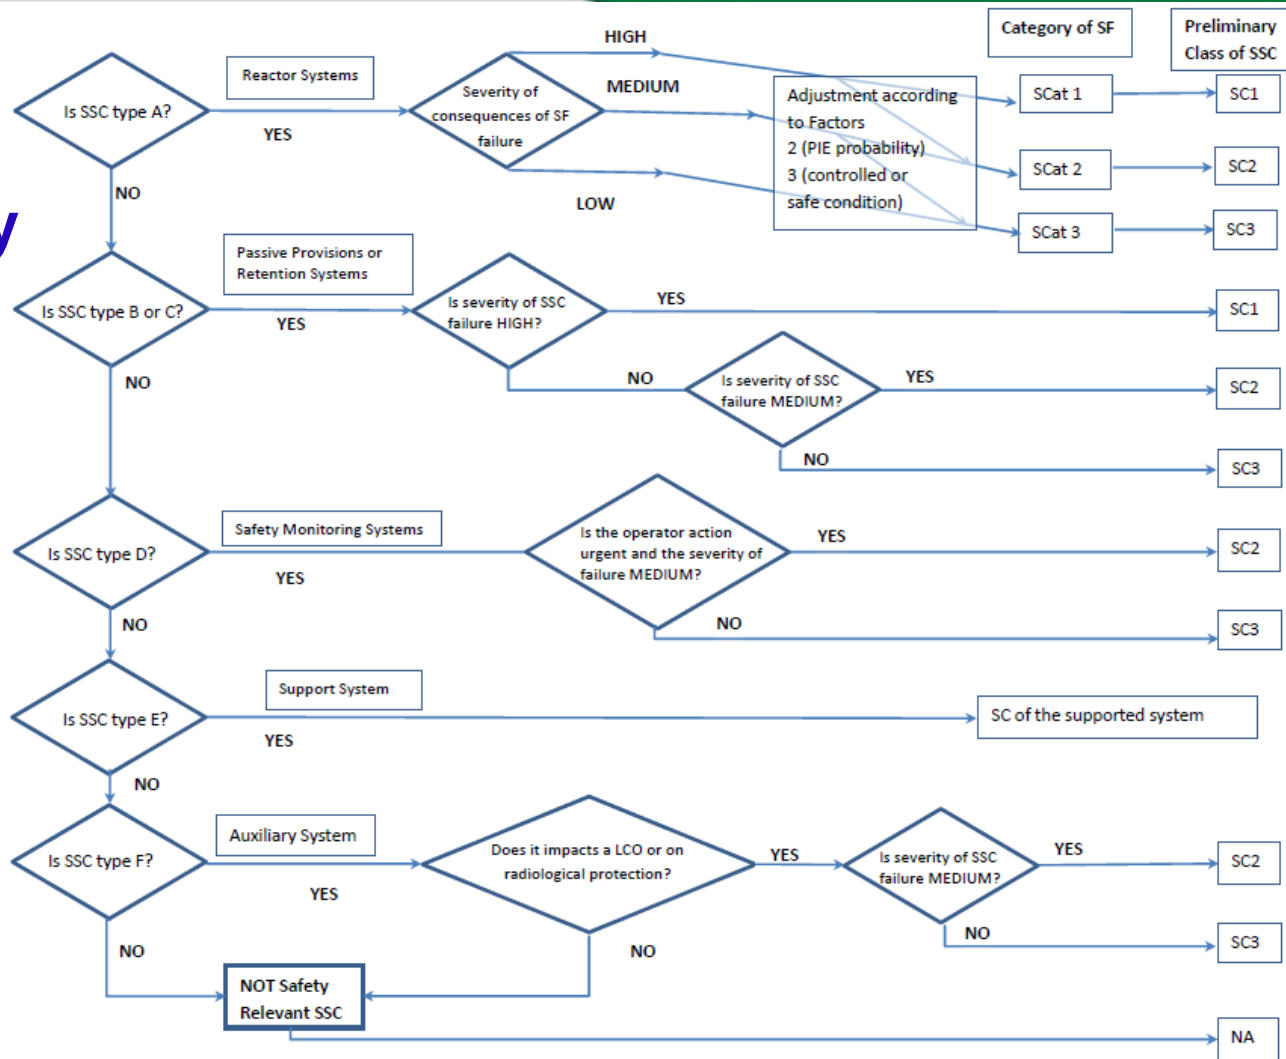 y
HIGH
Category of SF
Preliminary
Class of SSC
Is SSC type A?
Reactor Systems
YES
Severity of
consequences of SF
failure
MEDIUM
Adjustment according
to Factors
2 (PIE probability)
3 (controlled or
safe condition)
SCat 1
SC1
SCat 2
SC2
LOW
SCat 3
SC3
NO
Is SSC type B or C?
Passive Provisions or
Retention Systems
YES
Is severity of SSC
failure HIGH?
YES
SC1
NO
Is severity of SSC
failure MEDIUM?
YES
SC2
NO
SC3
NO
Is SSC type D?
Safety Monitoring Systems
YES
Is the operator action
urgent and the severity of
failure MEDIUM?
YES
SC2
NO
SC3
NO
Is SSC type E?
Support System
YES
SC of the supported system
NO
Is SSC type F?
Auxiliary System
YES
Does it impacts a LCO or on
radiological protection?
YES
Is severity of SSC
failure MEDIUM?
YES
SC2
NO
SC3
NO
NO
NOT Safety
Relevant SSC
NA